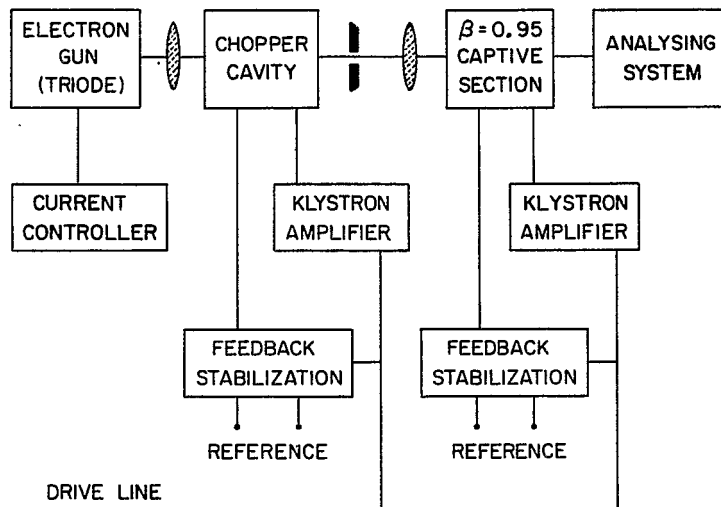 ELECTRON
GUN
(TRIODE)
CHOPPER
CAVITY
β=0.95
CAPTIVE
SECTION
ANALYSING
SYSTEM
CURRENT
CONTROLLER
KLYSTRON
AMPLIFIER
KLYSTRON
AMPLIFIER
FEEDBACK
STABILIZATION
FEEDBACK
STABILIZATION
REFERENCE
REFERENCE
DRIVE LINE